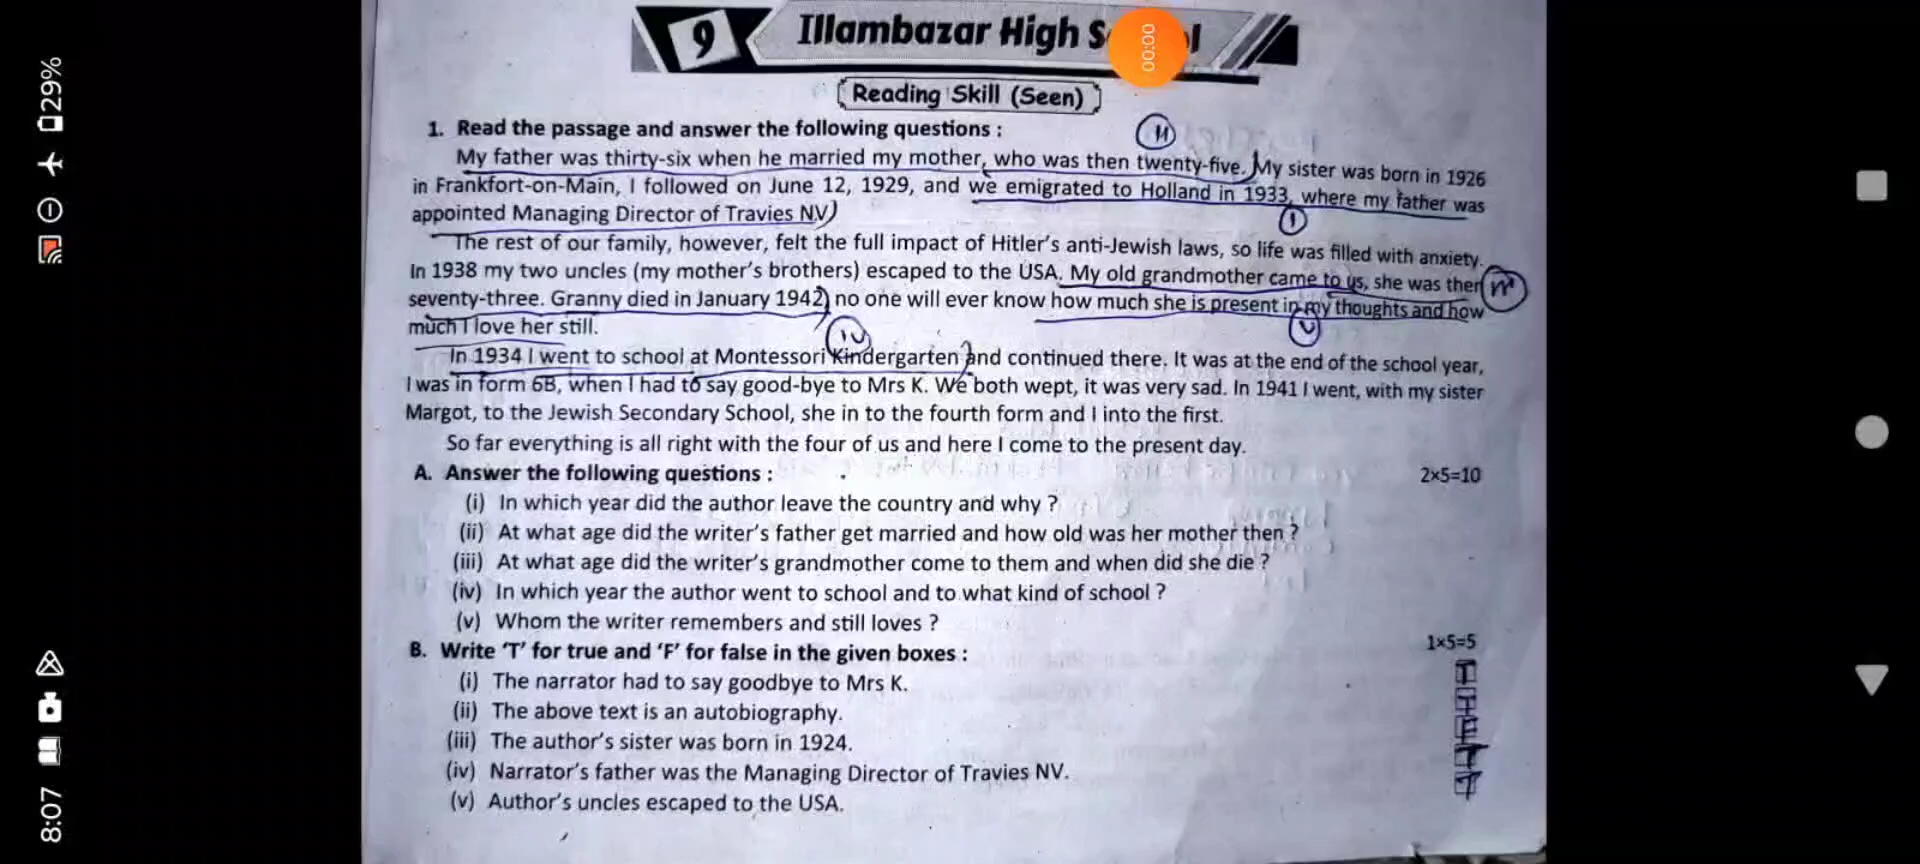 9 Illambazar High S l
00:00
Reading Skill (Seen)
1. Read the passage and answer the following questions :
ii
My father was thirty-six when he married my mother, who was then twenty-five. My sister was born in 1926
in Frankfort-on-Main, I followed on June 12, 1929, and we emigrated to Holland in 1933, where my father was
appointed Managing Director of Travies NV)
i
The rest of our family, however, felt the full impact of Hitler's anti-Jewish laws, so life was filled with anxiety.
In 1938 my two uncles (my mother's brothers) escaped to the USA. My old grandmother came to us, she was then
seventy-three. Granny died in January 1942) no one will ever know how much she is present in my thoughts and how
much I love her still.
iv
v
In 1934 I went to school at Montessori Kindergarten) and continued there. It was at the end of the school year,
I was in form 6B, when I had to say good-bye to Mrs K. We both wept, it was very sad. In 1941 I went, with my sister
Margot, to the Jewish Secondary School, she in to the fourth form and I into the first.
So far everything is all right with the four of us and here I come to the present day.
A. Answer the following questions : 2x5=10
(i) In which year did the author leave the country and why ?
(ii) At what age did the writer's father get married and how old was her mother then ?
(iii) At what age did the writer's grandmother come to them and when did she die ?
(iv) In which year the author went to school and to what kind of school ?
(v) Whom the writer remembers and still loves ?
B. Write 'T' for true and 'F' for false in the given boxes : 1x5=5
(i) The narrator had to say goodbye to Mrs K. T
(ii) The above text is an autobiography. T
(iii) The author's sister was born in 1924. F
(iv) Narrator's father was the Managing Director of Travies NV. T
(v) Author's uncles escaped to the USA. T
29%
8:07